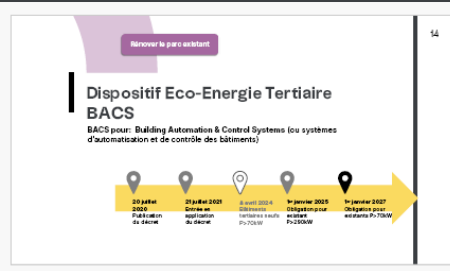 Rénover le parc existant
14
Dispositif Eco-Energie Tertiaire
BACS
BACS pour: Building Automation & Control Systems (ou systèmes
d'automatisation et de contrôle des bâtiments)
20 juillet
2020
Publication
du décret
21 juillet 2021
Entrée en
application
du décret
8 avril 2024
Bâtiments
tertiaires neufs
P>70kW
1er janvier 2025
Obligation pour
existant
P>290kW
1er janvier 2027
Obligation pour
existants P>70kW